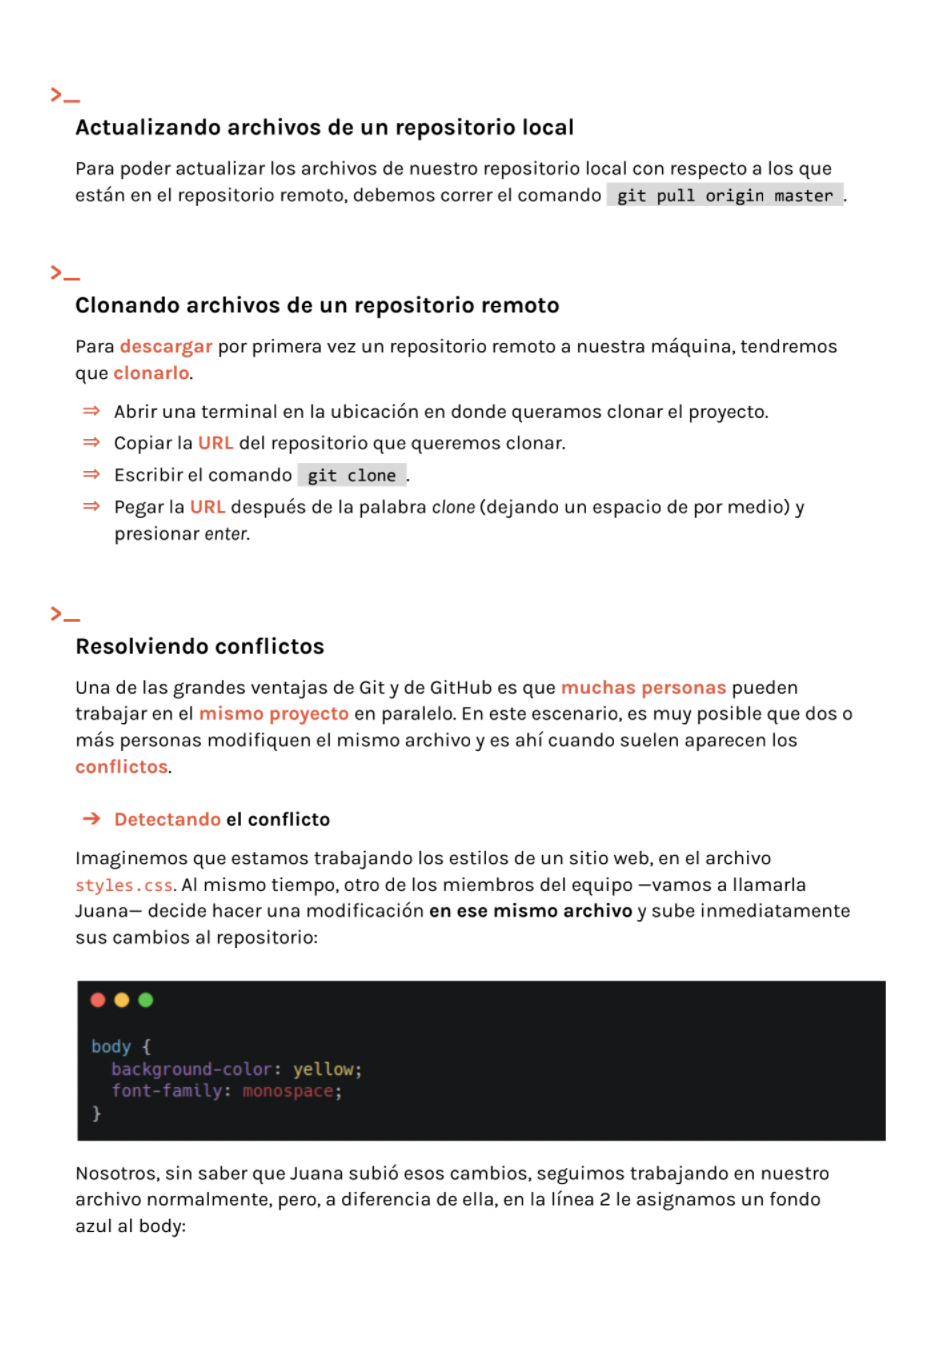 >_
Actualizando archivos de un repositorio local
Para poder actualizar los archivos de nuestro repositorio local con respecto a los que
están en el repositorio remoto, debemos correr el comando git pull origin master .
>_
Clonando archivos de un repositorio remoto
Para descargar por primera vez un repositorio remoto a nuestra máquina, tendremos
que clonarlo.
⇒ Abrir una terminal en la ubicación en donde queramos clonar el proyecto.
⇒ Copiar la URL del repositorio que queremos clonar.
⇒ Escribir el comando git clone .
⇒ Pegar la URL después de la palabra clone (dejando un espacio de por medio) y
presionar enter.
>_
Resolviendo conflictos
Una de las grandes ventajas de Git y de GitHub es que muchas personas pueden
trabajar en el mismo proyecto en paralelo. En este escenario, es muy posible que dos o
más personas modifiquen el mismo archivo y es ahí cuando suelen aparecen los
conflictos.
➔ Detectando el conflicto
Imaginemos que estamos trabajando los estilos de un sitio web, en el archivo
styles.css. Al mismo tiempo, otro de los miembros del equipo —vamos a llamarla
Juana— decide hacer una modificación en ese mismo archivo y sube inmediatamente
sus cambios al repositorio:
body {
background-color: yellow;
font-family: monospace;
}
Nosotros, sin saber que Juana subió esos cambios, seguimos trabajando en nuestro
archivo normalmente, pero, a diferencia de ella, en la línea 2 le asignamos un fondo
azul al body: